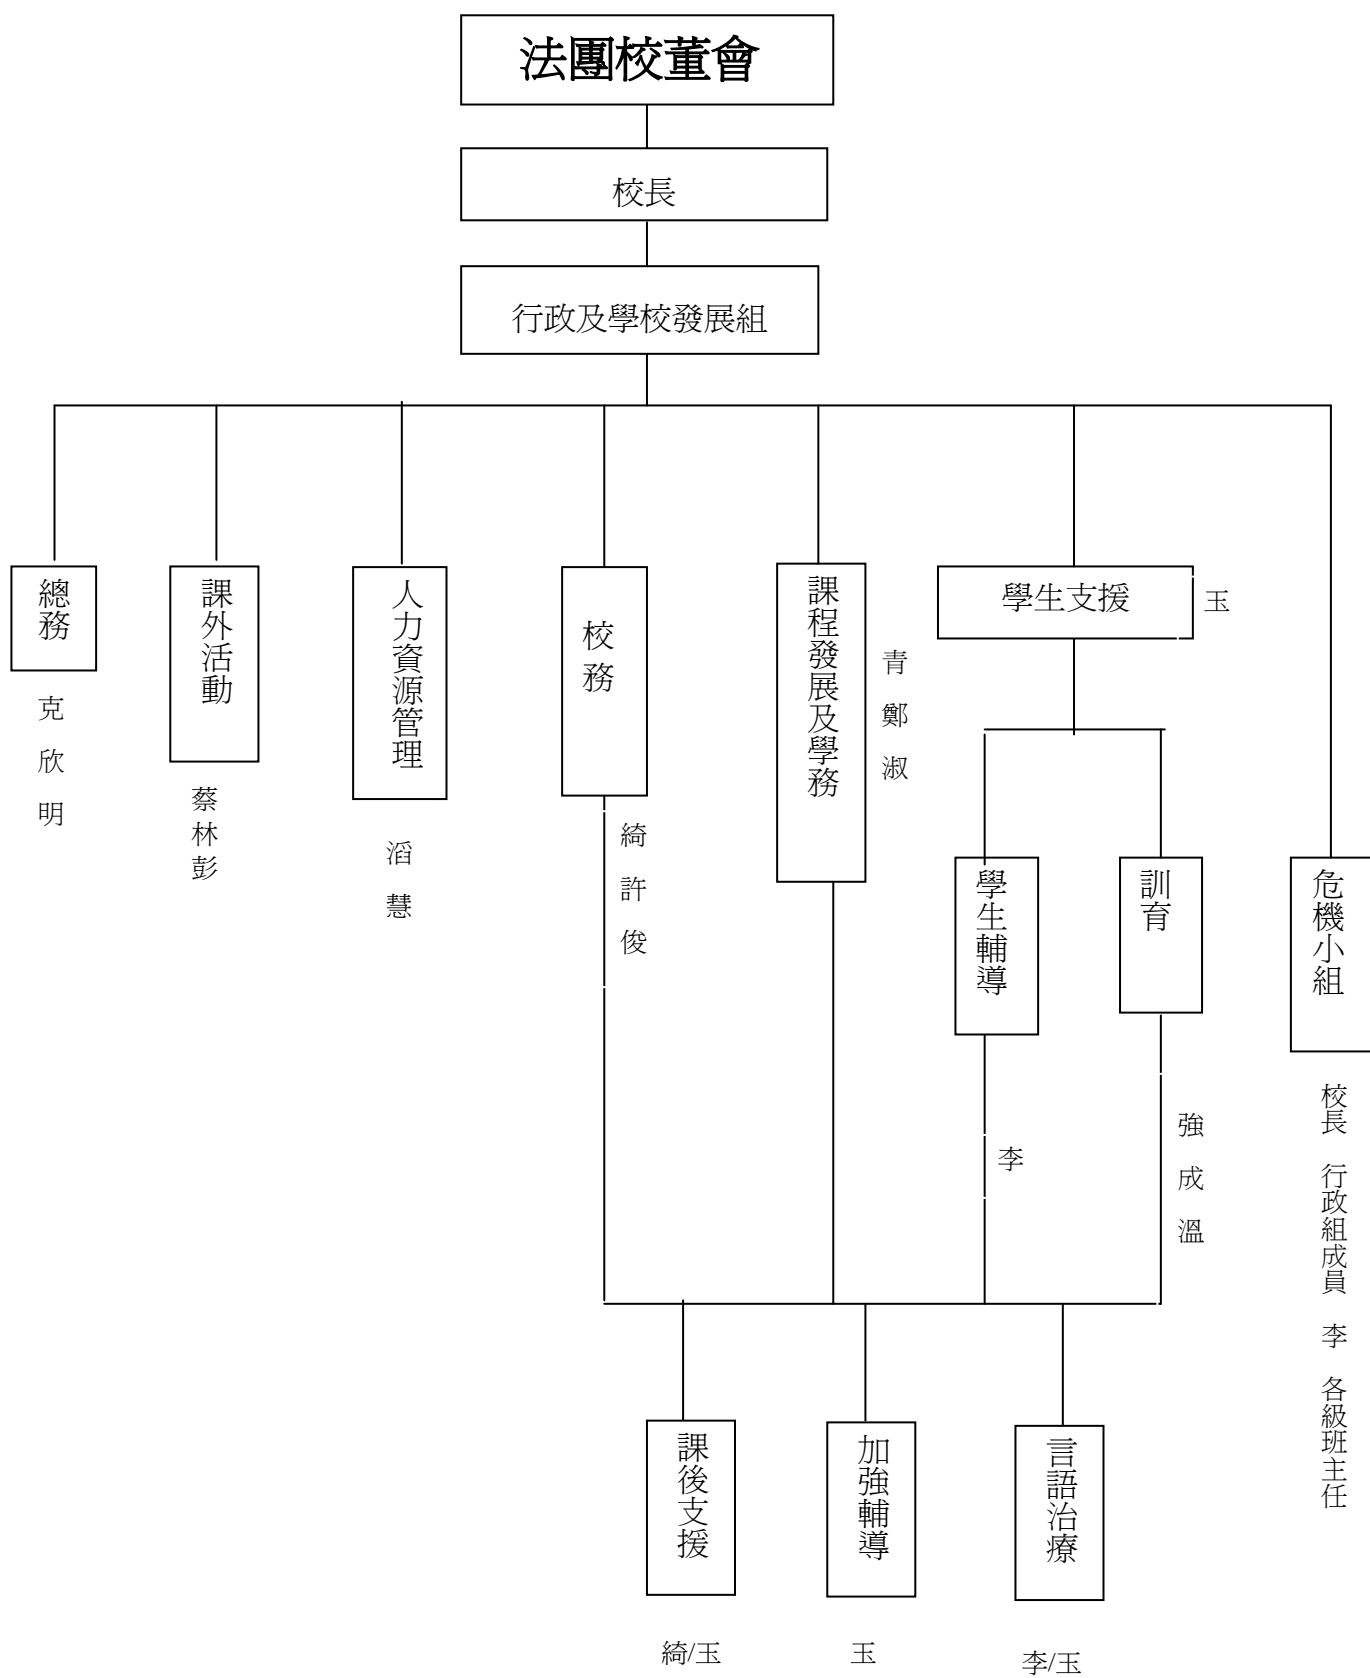 法團校董會
校長
行政及學校發展組
總務
克 欣 明
課外活動
蔡林彭
人力資源管理
滔 慧
校務
綺 許 俊
課程發展及學務
青 鄭 淑
學生支援
玉
學生輔導
李
訓育
強 成 溫
危機小組
校長 行政組成員 李 各級班主任
課後支援
綺/玉
加強輔導
玉
言語治療
李/玉